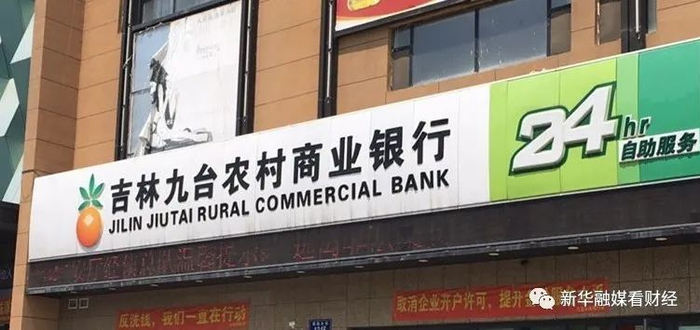 吉林九台农村商业银行
JILIN JIUTAI RURAL COMMERCIAL BANK
24hr
自助服务
反洗钱，我们一直在行动
取消企业开户许可，提升
新华融媒看财经